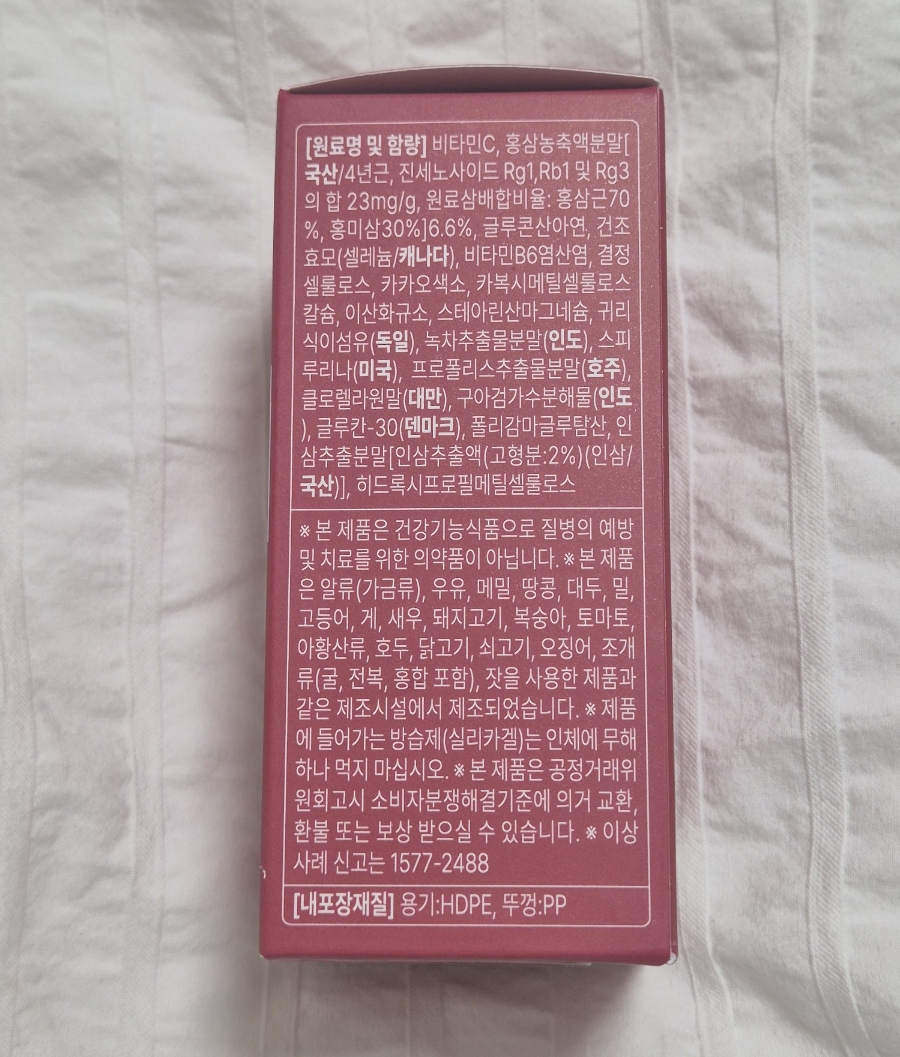 [원료명 및 함량] 비타민C, 홍삼농축액분말[
국산/4년근, 진세노사이드 Rg1,Rb1 및 Rg3
의 합 23mg/g, 원료삼배합비율: 홍삼근70
%, 홍미삼30%]6.6%, 글루콘산아연, 건조
효모(셀레늄/캐나다), 비타민B6염산염, 결정
셀룰로스, 카카오색소, 카복시메틸셀룰로스
칼슘, 이산화규소, 스테아린산마그네슘, 귀리
식이섬유(독일), 녹차추출물분말(인도), 스피
루리나(미국), 프로폴리스추출물분말(호주),
클로렐라원말(대만), 구아검가수분해물(인도
), 글루칸-30(덴마크), 폴리감마글루탐산, 인
삼추출분말[인삼추출액(고형분:2%)(인삼/
국산)], 히드록시프로필메틸셀룰로스
※ 본 제품은 건강기능식품으로 질병의 예방
및 치료를 위한 의약품이 아닙니다. ※ 본 제품
은 알류(가금류), 우유, 메밀, 땅콩, 대두, 밀,
고등어, 게, 새우, 돼지고기, 복숭아, 토마토,
아황산류, 호두, 닭고기, 쇠고기, 오징어, 조개
류(굴, 전복, 홍합 포함), 잣을 사용한 제품과
같은 제조시설에서 제조되었습니다. ※ 제품
에 들어가는 방습제(실리카겔)는 인체에 무해
하나 먹지 마십시오. ※ 본 제품은 공정거래위
원회고시 소비자분쟁해결기준에 의거 교환,
환불 또는 보상 받으실 수 있습니다. ※ 이상
사례 신고는 1577-2488
[내포장재질] 용기:HDPE, 뚜껑:PP